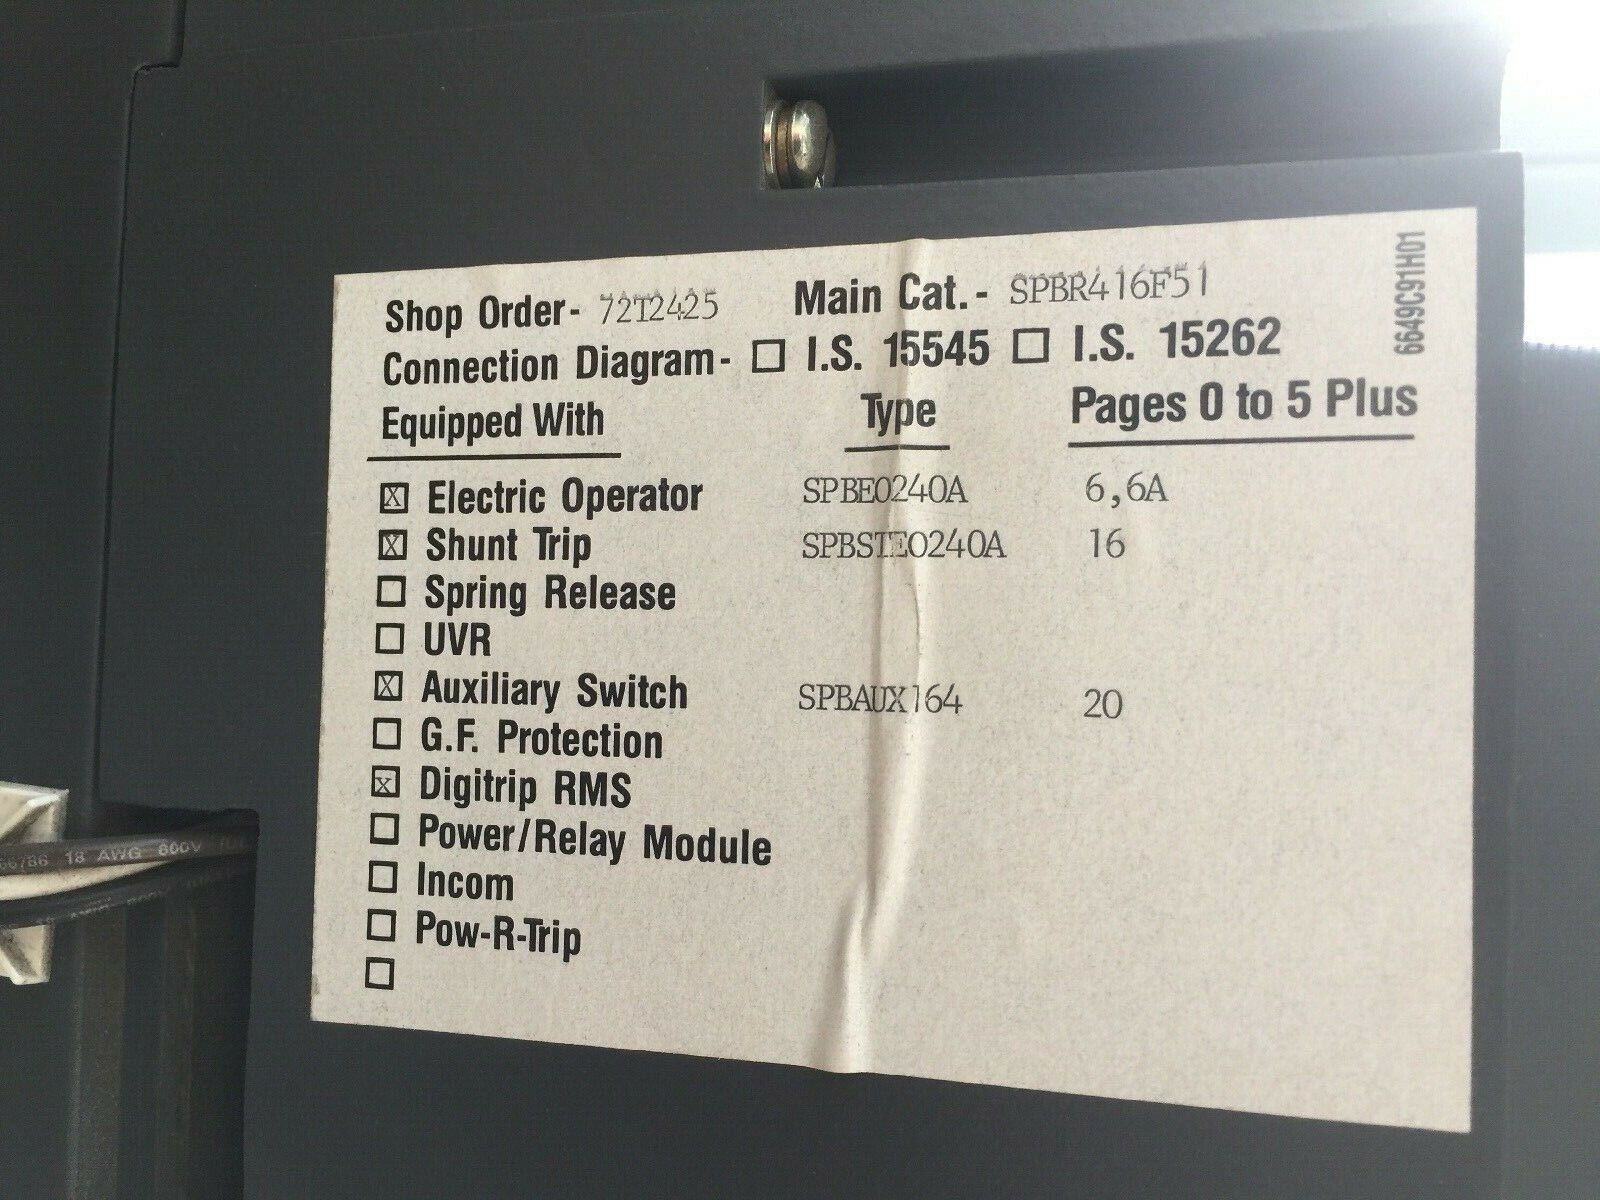 Shop Order- 72T2425 Main Cat.- SPBR416F51
Connection Diagram- ☐ I.S. 15545 ☐ I.S. 15262
Equipped With Type Pages 0 to 5 Plus
☒ Electric Operator SPBEO240A 6,6A
☒ Shunt Trip SPBSTEO240A 16
☐ Spring Release
☐ UVR
☒ Auxiliary Switch SPBAUX164 20
☐ G.F. Protection
☒ Digitrip RMS
☐ Power/Relay Module
☐ Incom
☐ Pow-R-Trip
☐
6649C91H01
18 AWG 600V